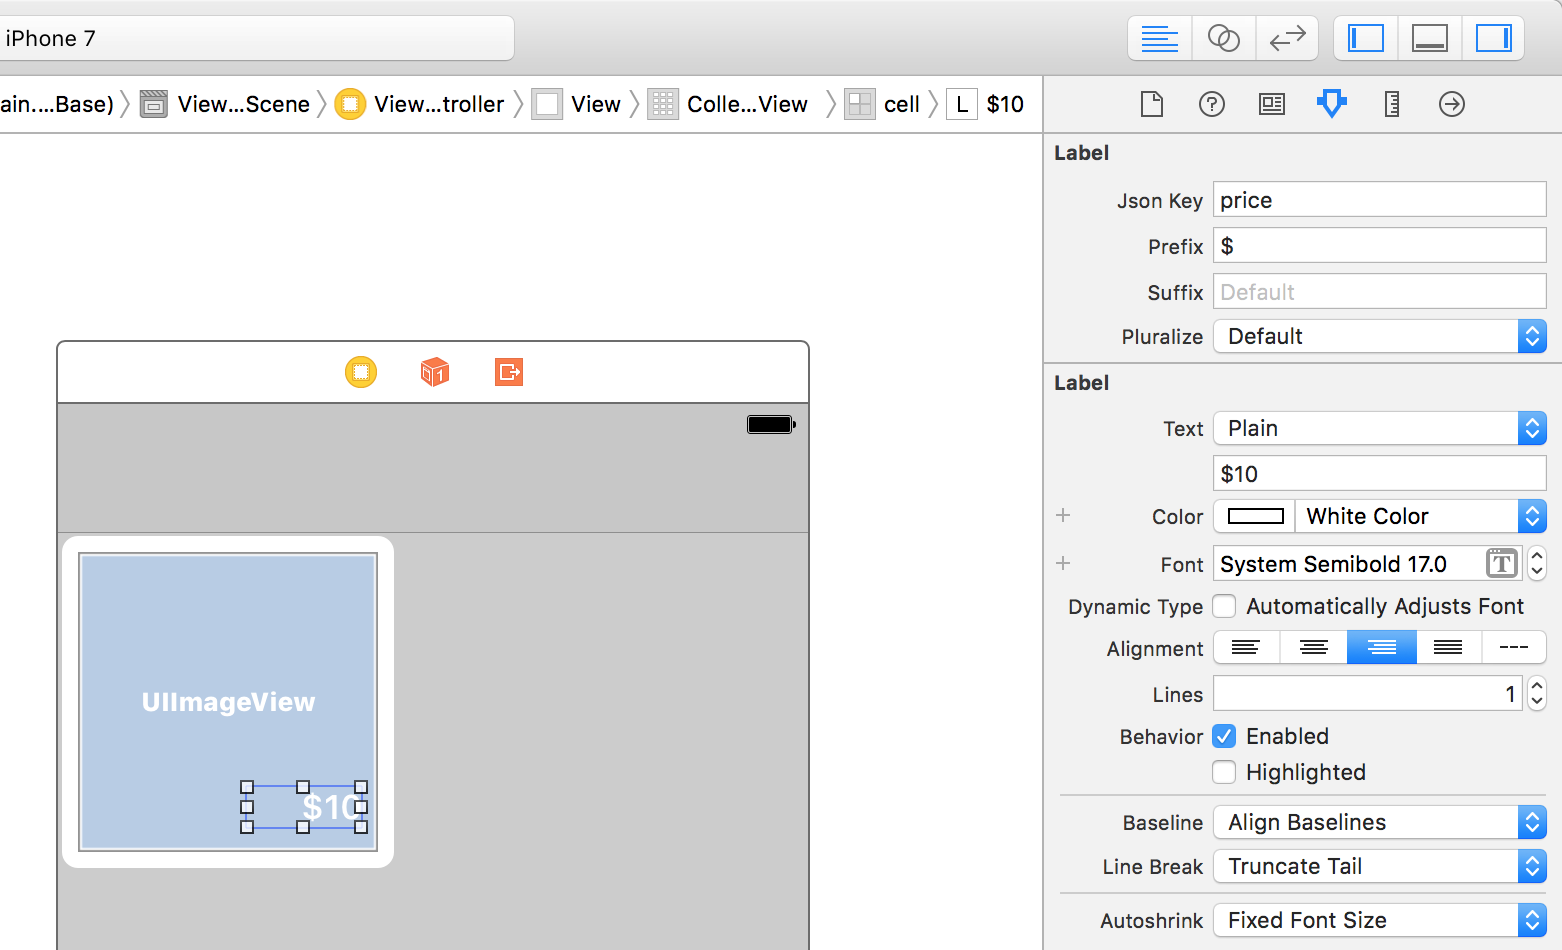 iPhone 7
ain....Base) View...Scene View...troller View Colle...View cell L $10
Label
Json Key price
Prefix $
Suffix Default
Pluralize Default
Label
Text Plain
$10
Color White Color
Font System Semibold 17.0 T
Dynamic Type Automatically Adjusts Font
Alignment
Lines 1
Behavior Enabled
Highlighted
Baseline Align Baselines
Line Break Truncate Tail
Autoshrink Fixed Font Size
1
UIImageView
$10